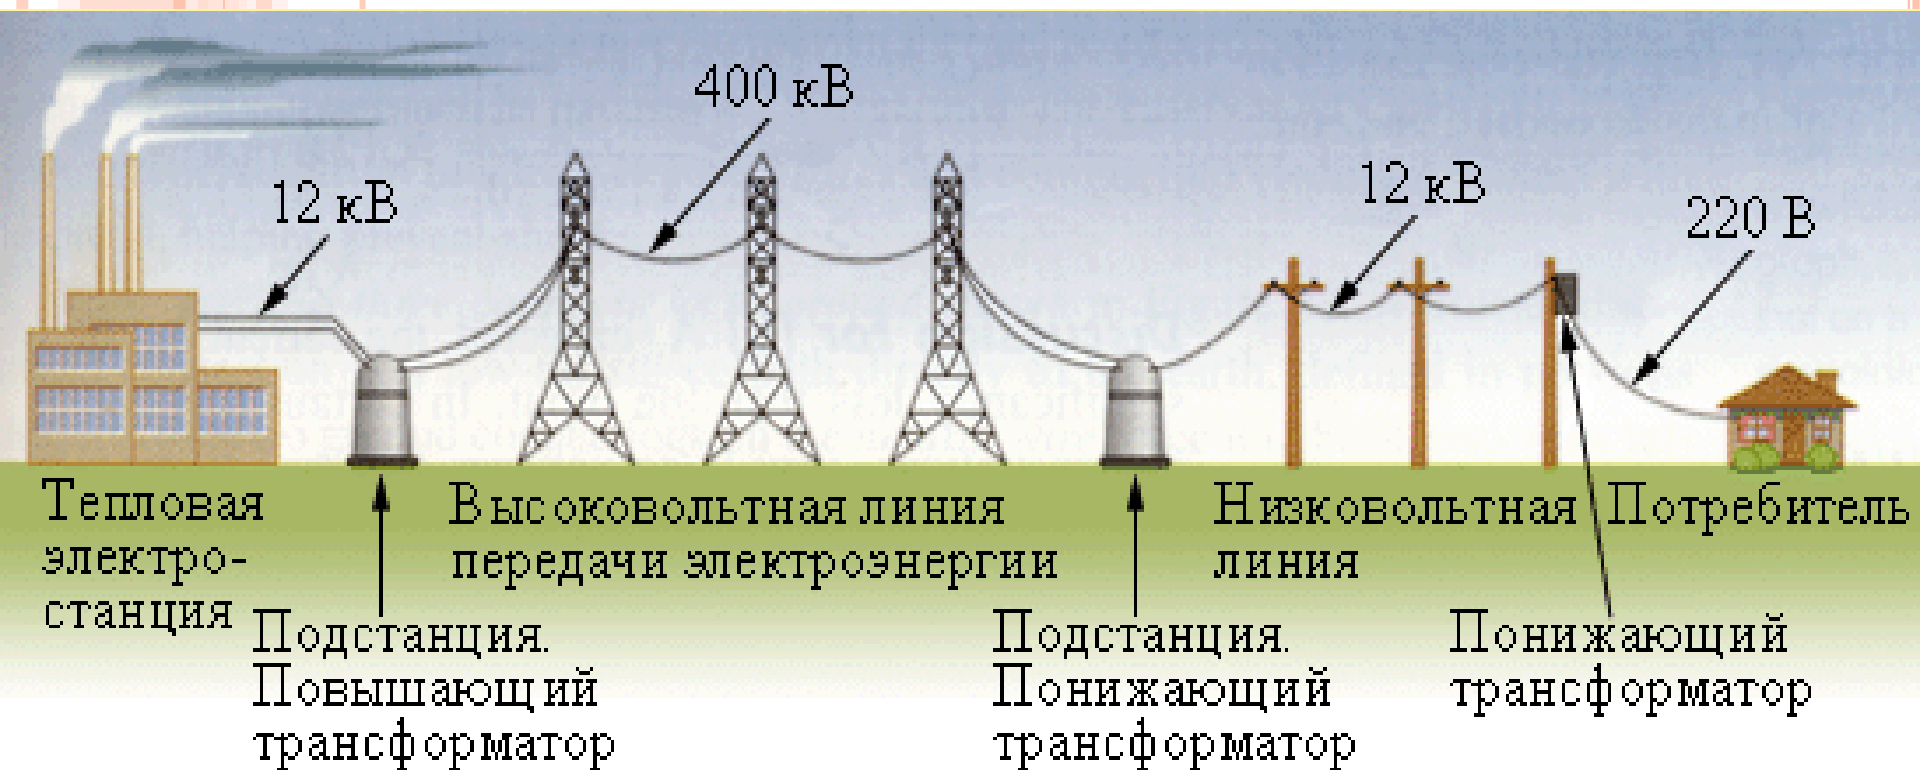 400 кВ
12 кВ
12 кВ
220 В
Тепловая
электро-
станция
Подстанция.
Повышающий
трансформатор
Высоковольтная линия
передачи электроэнергии
Подстанция.
Понижающий
трансформатор
Низковольтная
линия
Понижающий
трансформатор
Потребитель